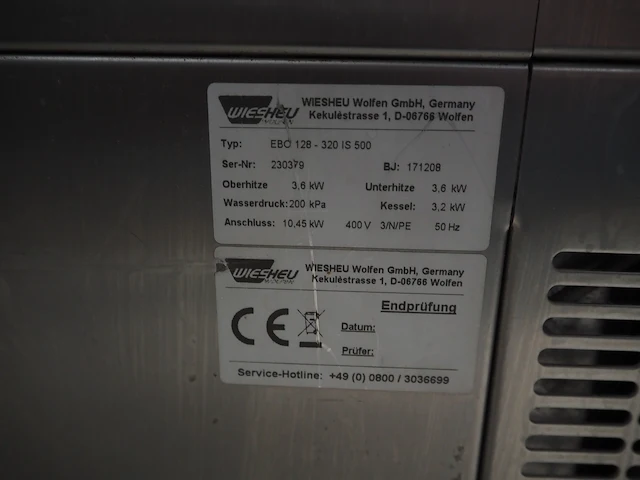 WIESHEU WOLFEN
WIESHEU Wolfen GmbH, Germany
Kekuléstrasse 1, D-06766 Wolfen
Typ: EBO 128 - 320 IS 500
Ser-Nr: 230379 BJ: 171208
Oberhitze 3,6 kW Unterhitze 3,6 kW
Wasserdruck: 200 kPa Kessel: 3,2 kW
Anschluss: 10,45 kW 400 V 3/N/PE 50 Hz
WIESHEU WOLFEN
WIESHEU Wolfen GmbH, Germany
Kekuléstrasse 1, D-06766 Wolfen
Endprüfung
CE
Datum:
Prüfer:
Service-Hotline: +49 (0) 0800 / 3036699